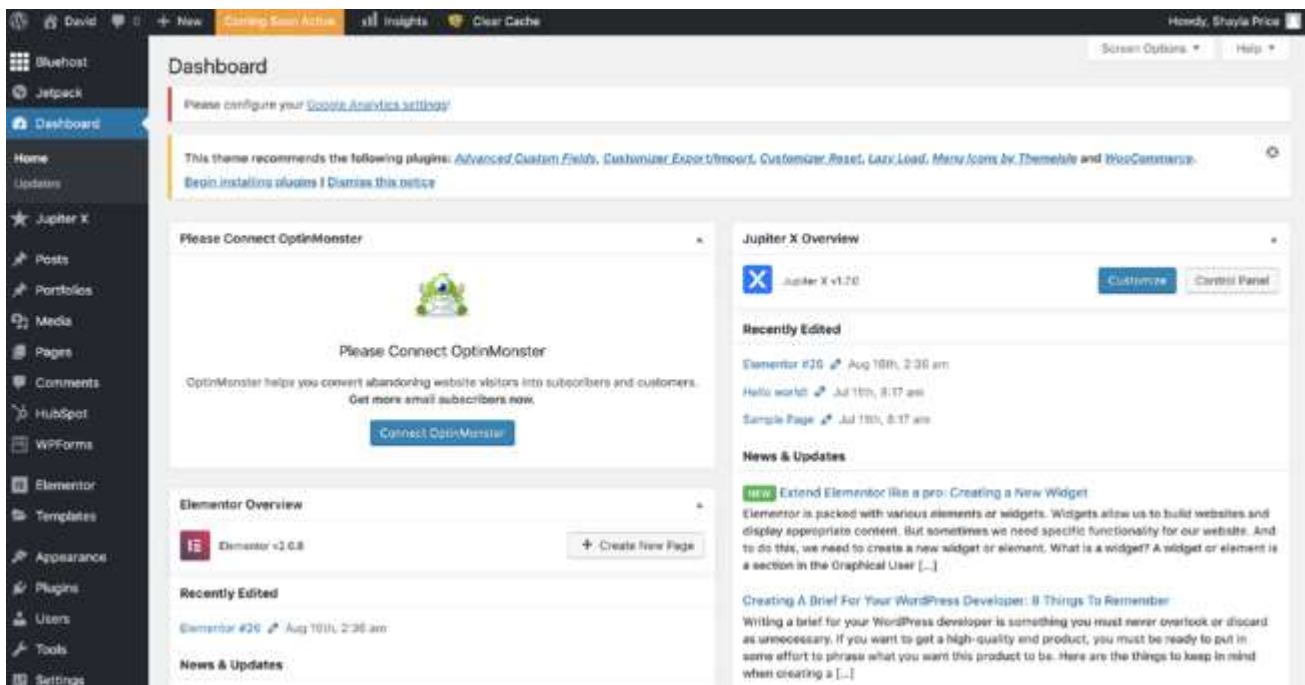 David 0 + New Coming Soon Active Insights Clear Cache Howdy, Shayla Price
Screen Options Help
Bluehost
Jetpack
Dashboard
Home
Updates
Jupiter X
Posts
Portfolios
Media
Pages
Comments
HubSpot
WPForms
Elementor
Templates
Appearance
Plugins
Users
Tools
Settings
Dashboard
Please configure your Google Analytics settings!
This theme recommends the following plugins: Advanced Custom Fields, Customizer Export/Import, Customizer Reset, Lazy Load, Menu Icons by ThemeIsle and WooCommerce.
Begin installing plugins | Dismiss this notice
Please Connect OptinMonster
Please Connect OptinMonster
OptinMonster helps you convert abandoning website visitors into subscribers and customers.
Get more email subscribers now.
Connect OptinMonster
Elementor Overview
Elementor v2.6.8
+ Create New Page
Recently Edited
Elementor #26 Aug 16th, 2:36 am
News & Updates
Jupiter X Overview
Jupiter X v1.7.0
Customize Control Panel
Recently Edited
Elementor #26 Aug 16th, 2:36 am
Hello world! Jul 15th, 8:17 am
Sample Page Jul 15th, 8:17 am
News & Updates
NEW Extend Elementor like a pro: Creating a New Widget
Elementor is packed with various elements or widgets. Widgets allow us to build websites and
display appropriate content. But sometimes we need specific functionality for our website. And
to do this, we need to create a new widget or element. What is a widget? A widget or element is
a section in the Graphical User [...]
Creating A Brief For Your WordPress Developer: 8 Things To Remember
Writing a brief for your WordPress developer is something you must never overlook or discard
as unnecessary. If you want to get a high-quality end product, you must be ready to put in
some effort to phrase what you want this product to be. Here are the things to keep in mind
when creating a [...]